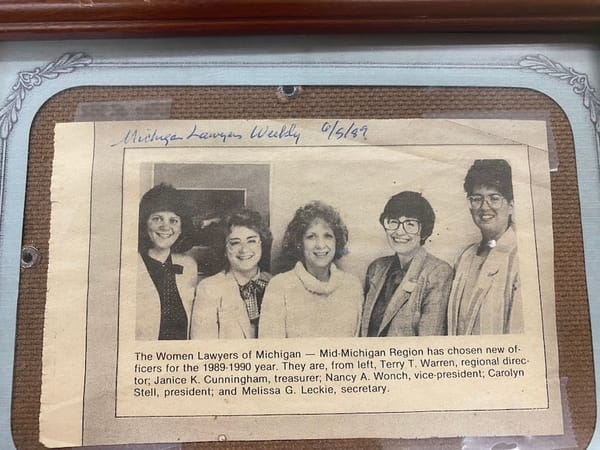 Michigan Lawyers Weekly 6/5/89
The Women Lawyers of Michigan — Mid-Michigan Region has chosen new of-
ficers for the 1989-1990 year. They are, from left, Terry T. Warren, regional direc-
tor; Janice K. Cunningham, treasurer; Nancy A. Wonch, vice-president; Carolyn
Stell, president; and Melissa G. Leckie, secretary.